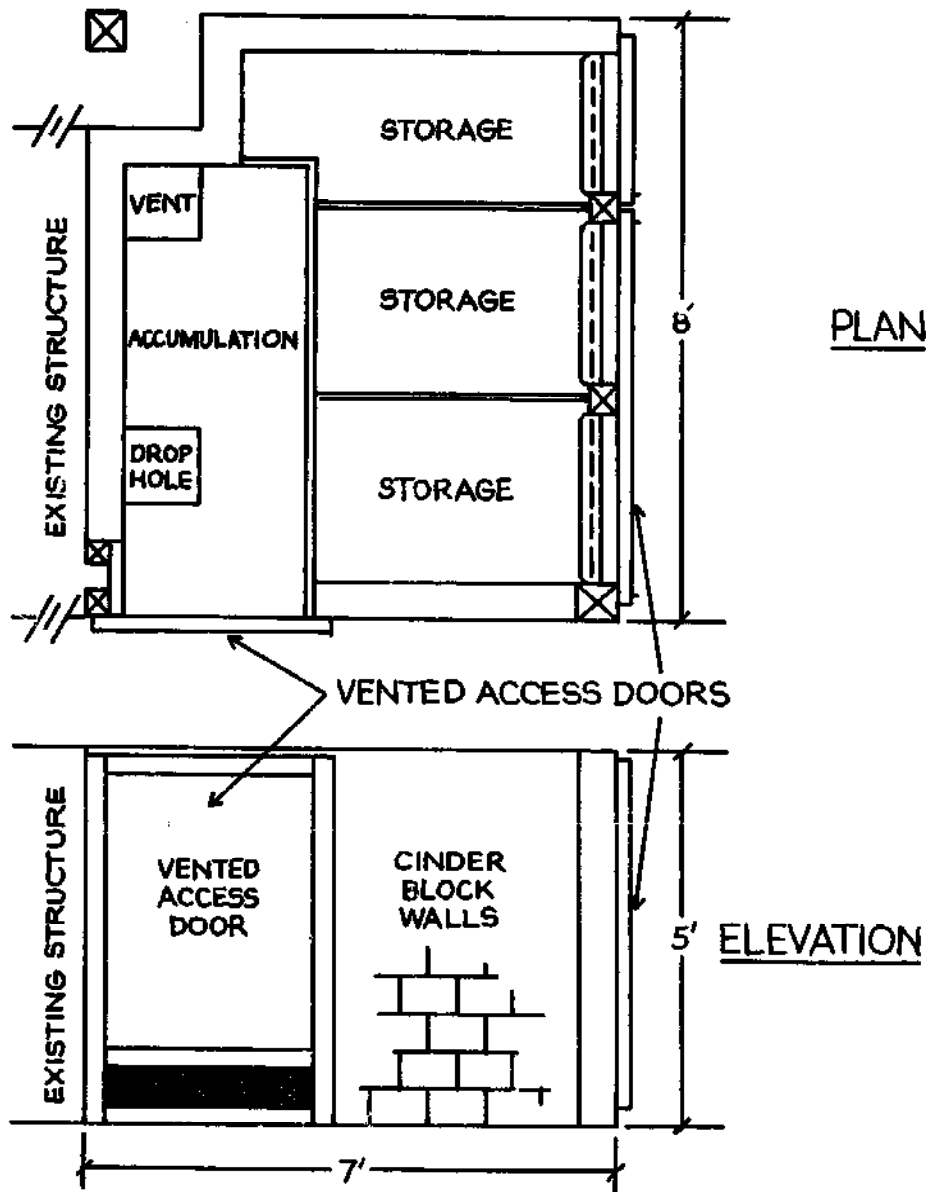 STORAGE
VENT
STORAGE
ACCUMULATION
8'
PLAN
EXISTING STRUCTURE
DROP
HOLE
STORAGE
VENTED ACCESS DOORS
EXISTING STRUCTURE
VENTED
ACCESS
DOOR
CINDER
BLOCK
WALLS
5'
ELEVATION
7'